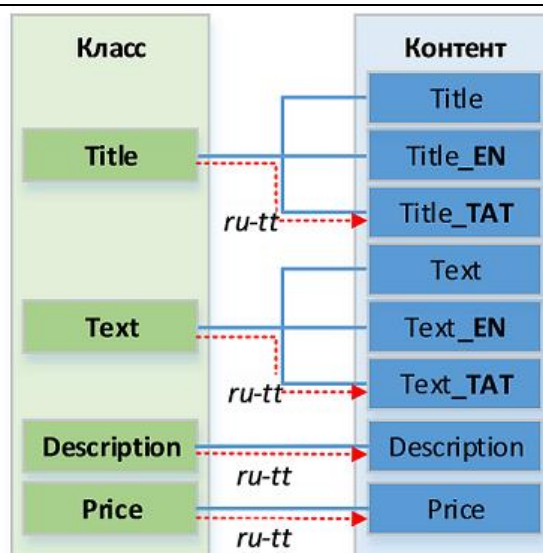 Класс
Контент
Title
Title
Title_EN
Title_TAT
ru-tt
Text
Text
Text_EN
Text_TAT
ru-tt
Description
Description
ru-tt
Price
Price
ru-tt